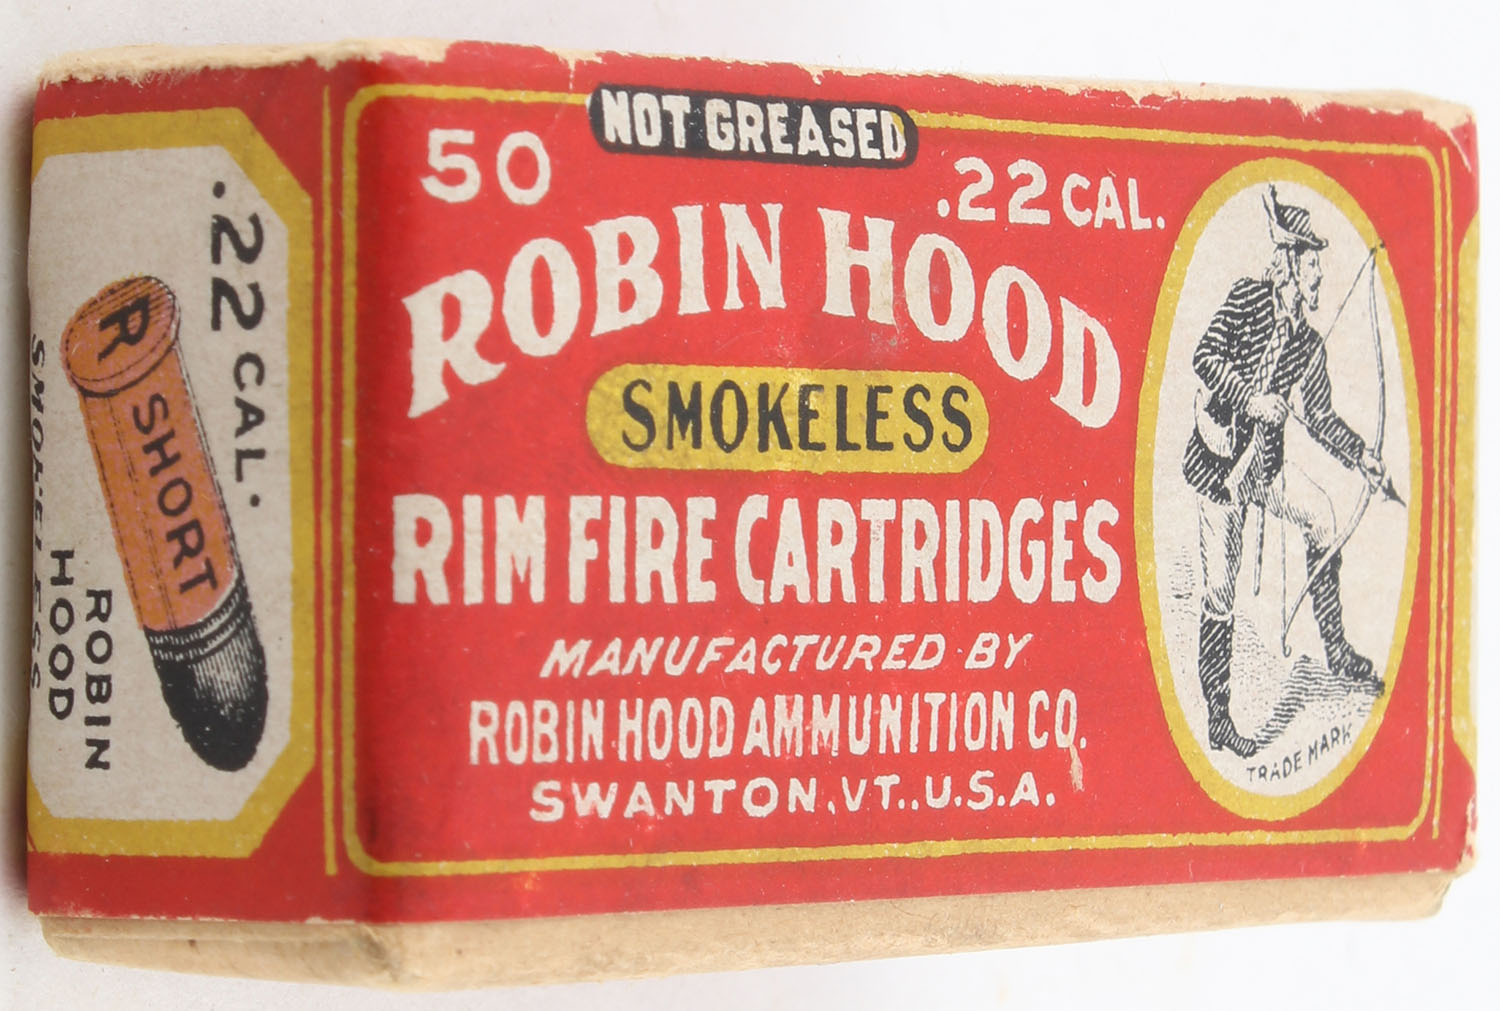 NOT GREASED
50 .22 CAL.
ROBIN HOOD
SMOKELESS
RIM FIRE CARTRIDGES
MANUFACTURED BY
ROBIN HOOD AMMUNITION CO.
SWANTON, VT., U.S.A.
TRADE MARK
.22 CAL.
R
SHORT
ROBIN
HOOD
SMOKELESS